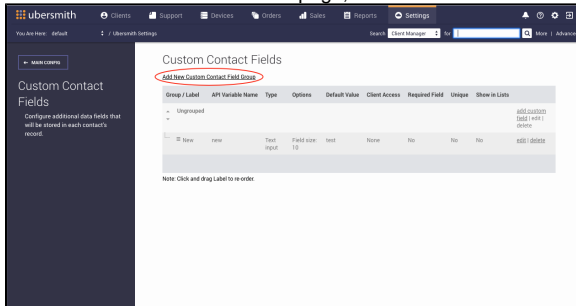 page,
ubersmith Clients Support Devices Orders Sales Reports Settings
You Are Here: default / Ubersmith Settings Search Client Manager for More | Advance
← MAIN CONFIG
Custom Contact Fields
Configure additional data fields that
will be stored in each contact's
record.
Custom Contact Fields
Add New Custom Contact Field Group
Group / Label API Variable Name Type Options Default Value Client Access Required Field Unique Show in Lists
Ungrouped add custom
field | edit |
delete
New new Text
input Field size:
10 test None No No No edit | delete
Note: Click and drag Label to re-order.